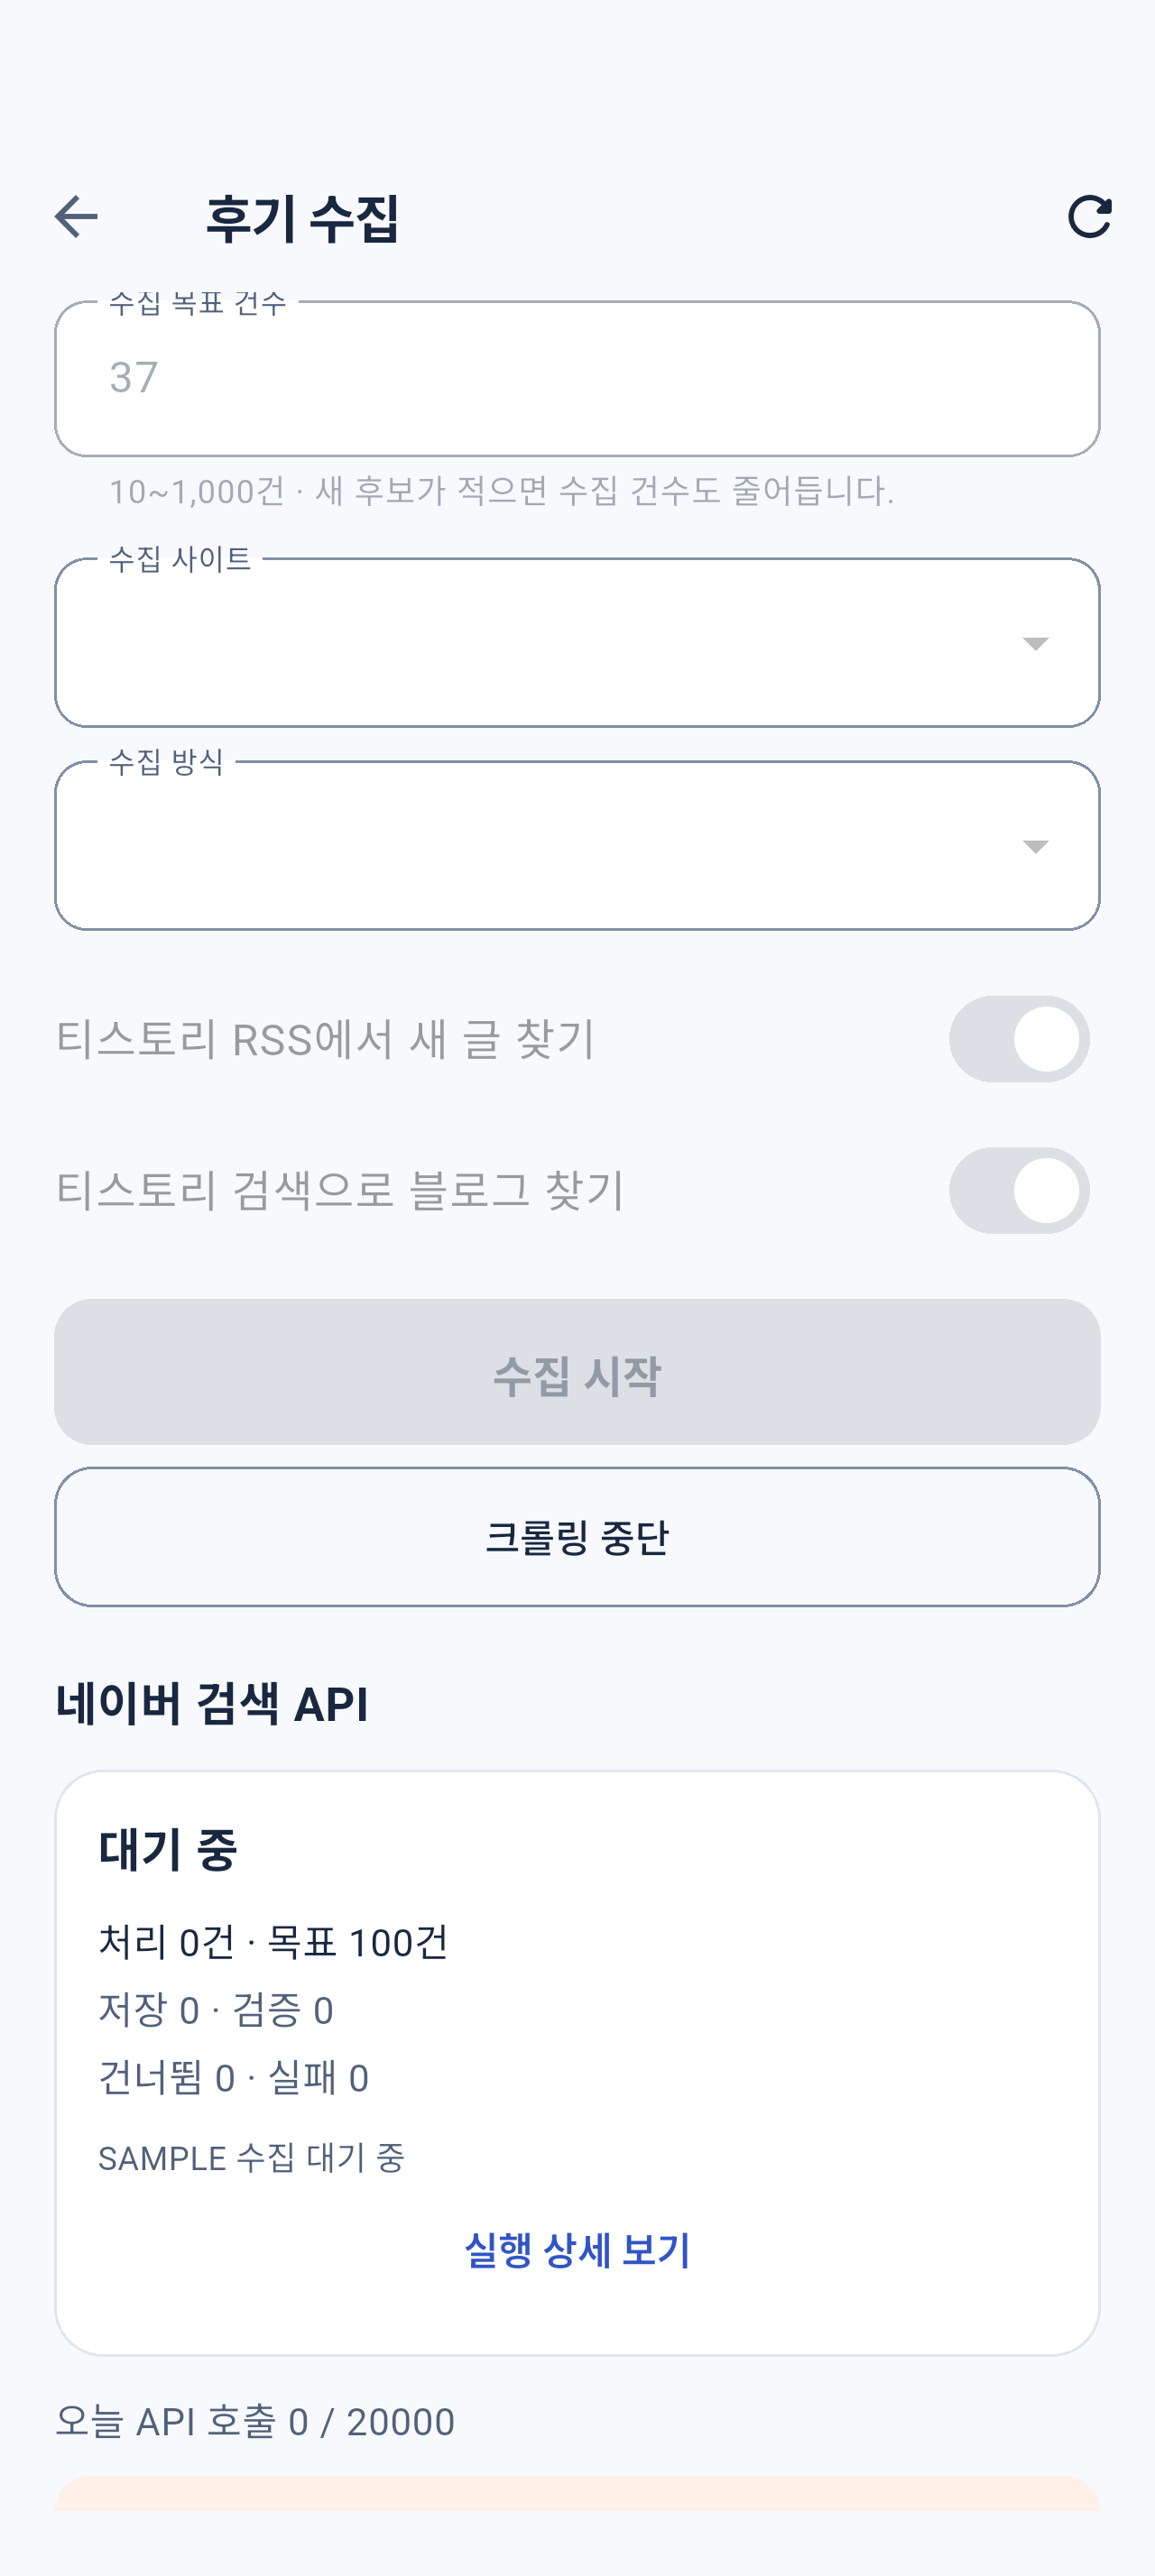 후기 수집
수집 목표 건수
37
10~1,000건 · 새 후보가 적으면 수집 건수도 줄어듭니다.
수집 사이트
수집 방식
티스토리 RSS에서 새 글 찾기
티스토리 검색으로 블로그 찾기
수집 시작
크롤링 중단
네이버 검색 API
대기 중
처리 0건 · 목표 100건
저장 0 · 검증 0
건너뜀 0 · 실패 0
SAMPLE 수집 대기 중
실행 상세 보기
오늘 API 호출 0 / 20000